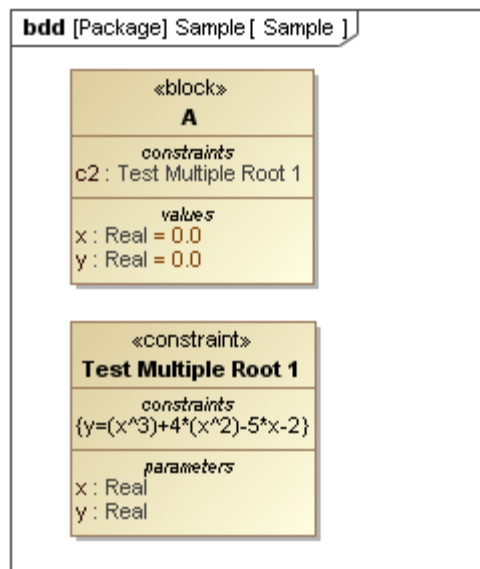 bdd [Package] Sample [ Sample ]
«block»
A
constraints
c2 : Test Multiple Root 1
values
x : Real = 0.0
y : Real = 0.0
«constraint»
Test Multiple Root 1
constraints
{y=(x^3)+4*(x^2)-5*x-2}
parameters
x : Real
y : Real